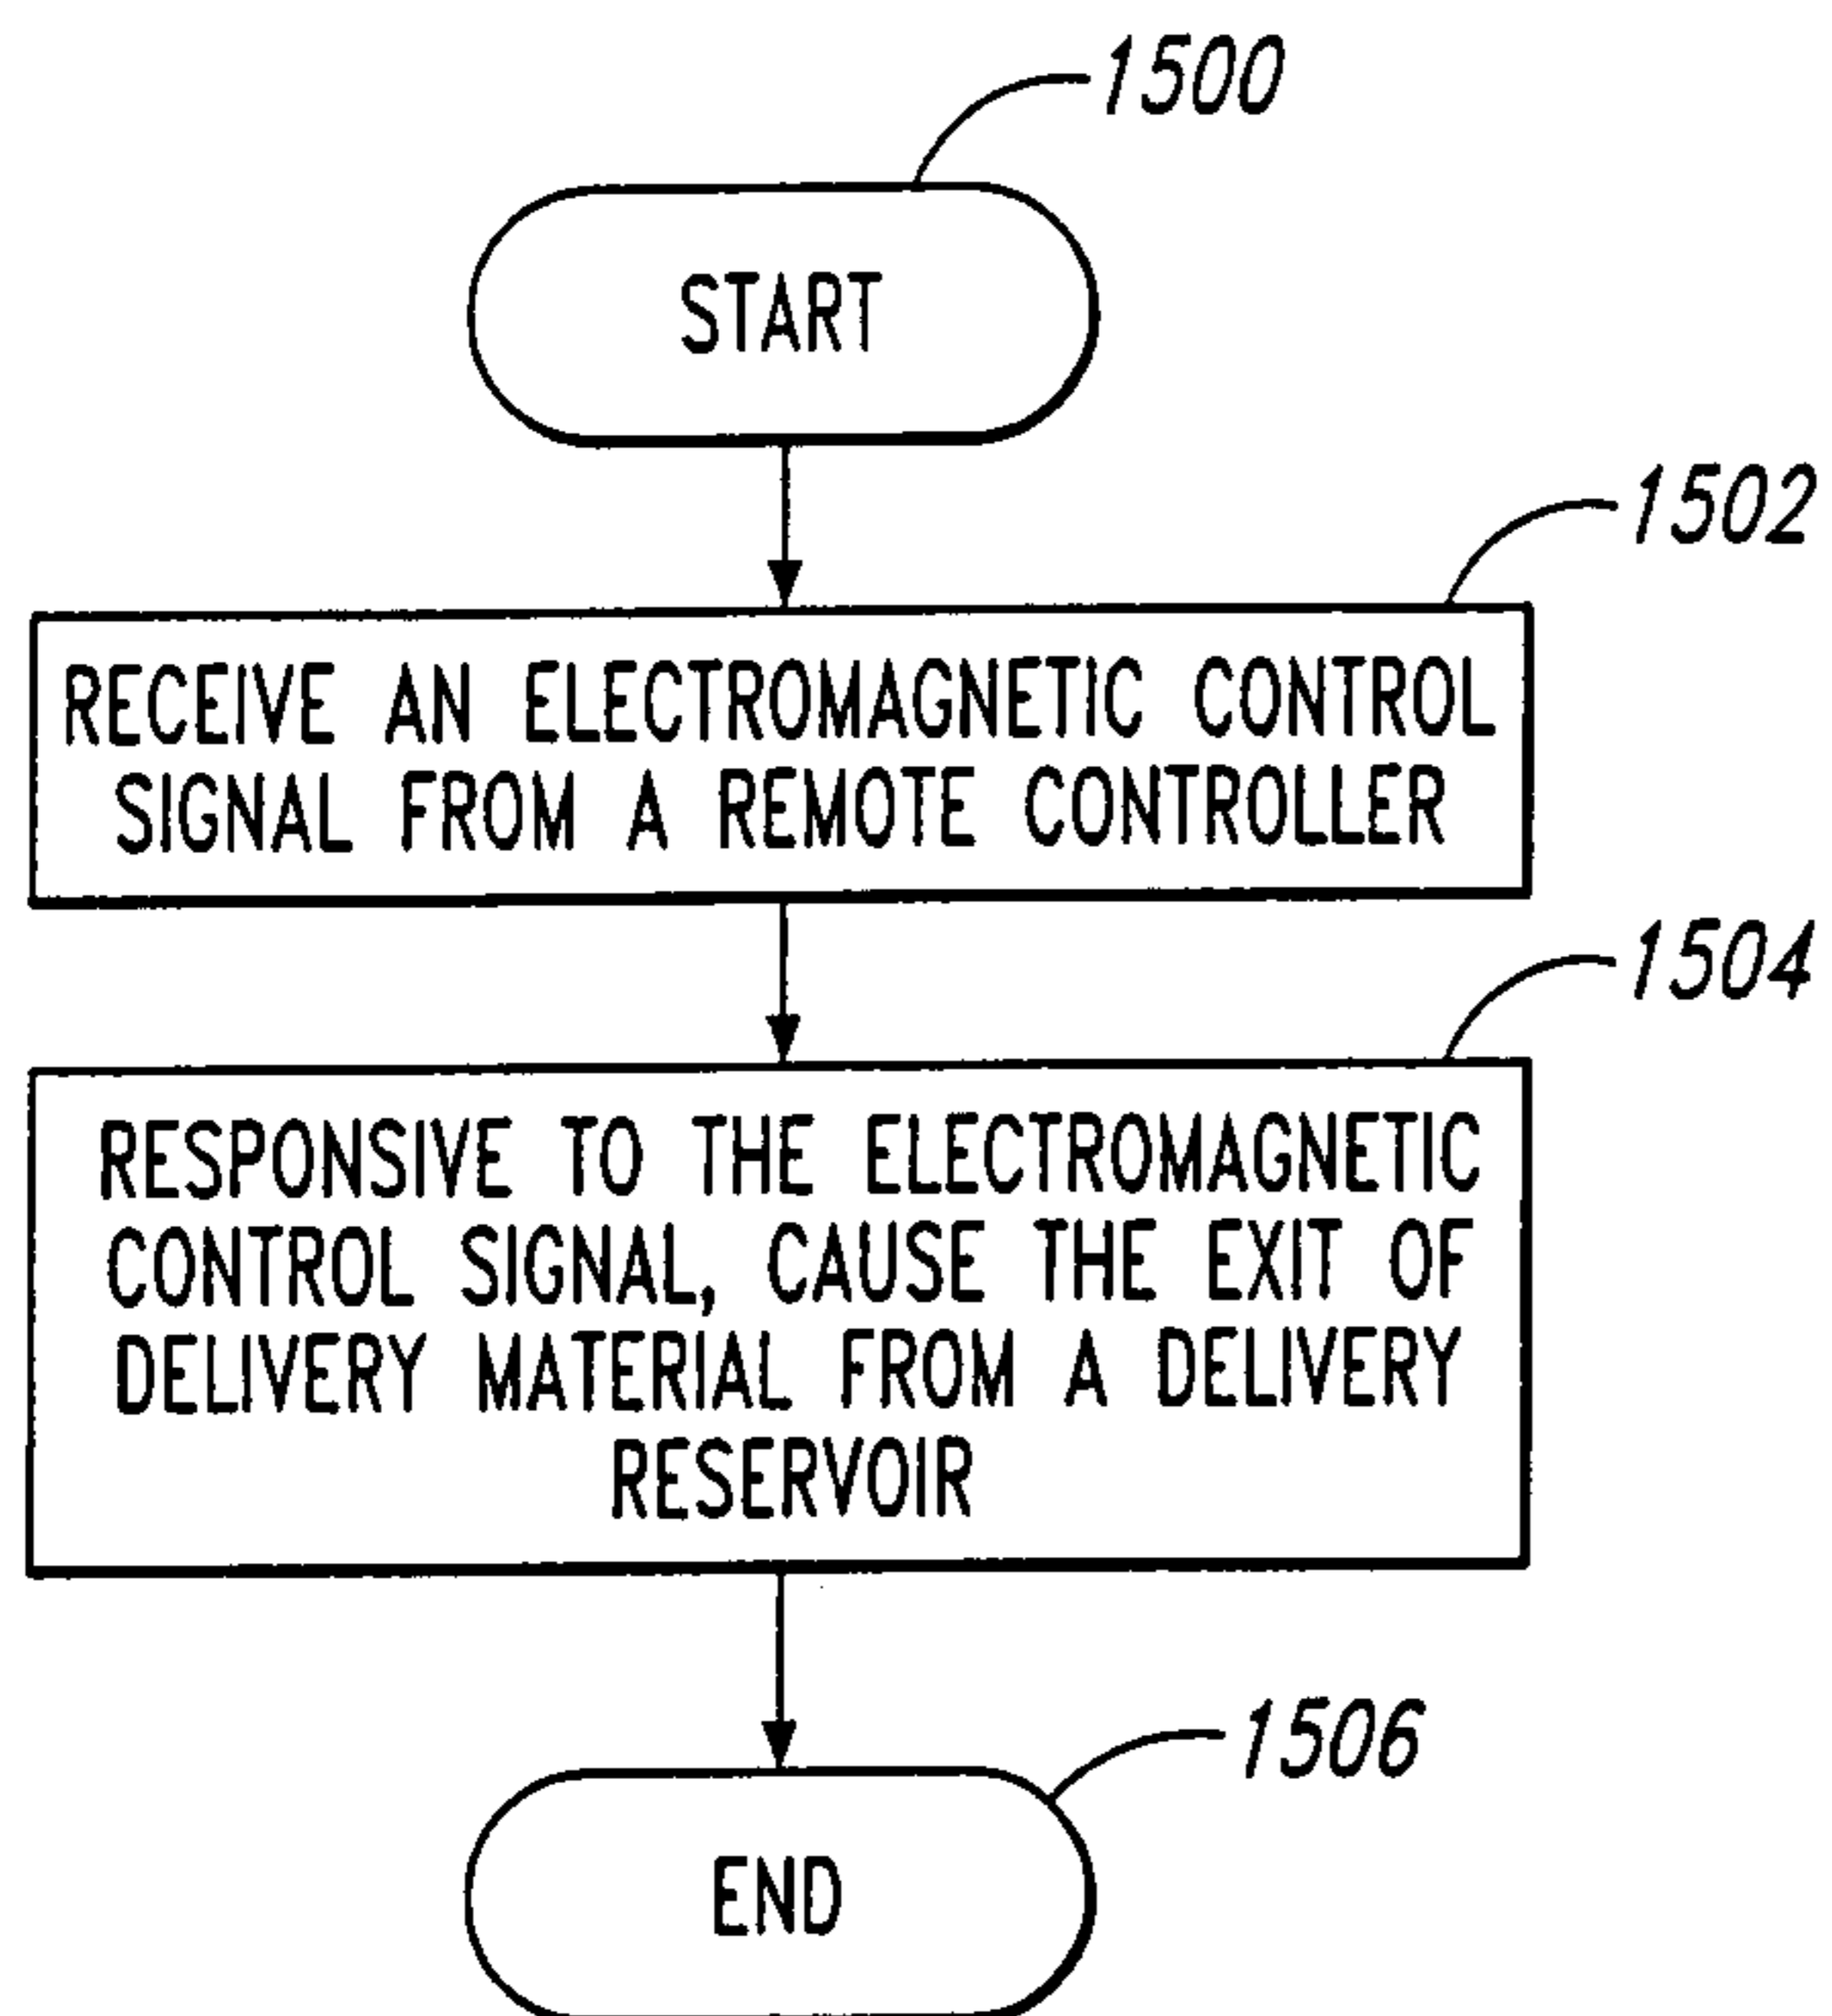 1500
START
1502
RECEIVE AN ELECTROMAGNETIC CONTROL
SIGNAL FROM A REMOTE CONTROLLER
1504
RESPONSIVE TO THE ELECTROMAGNETIC
CONTROL SIGNAL, CAUSE THE EXIT OF
DELIVERY MATERIAL FROM A DELIVERY
RESERVOIR
1506
END